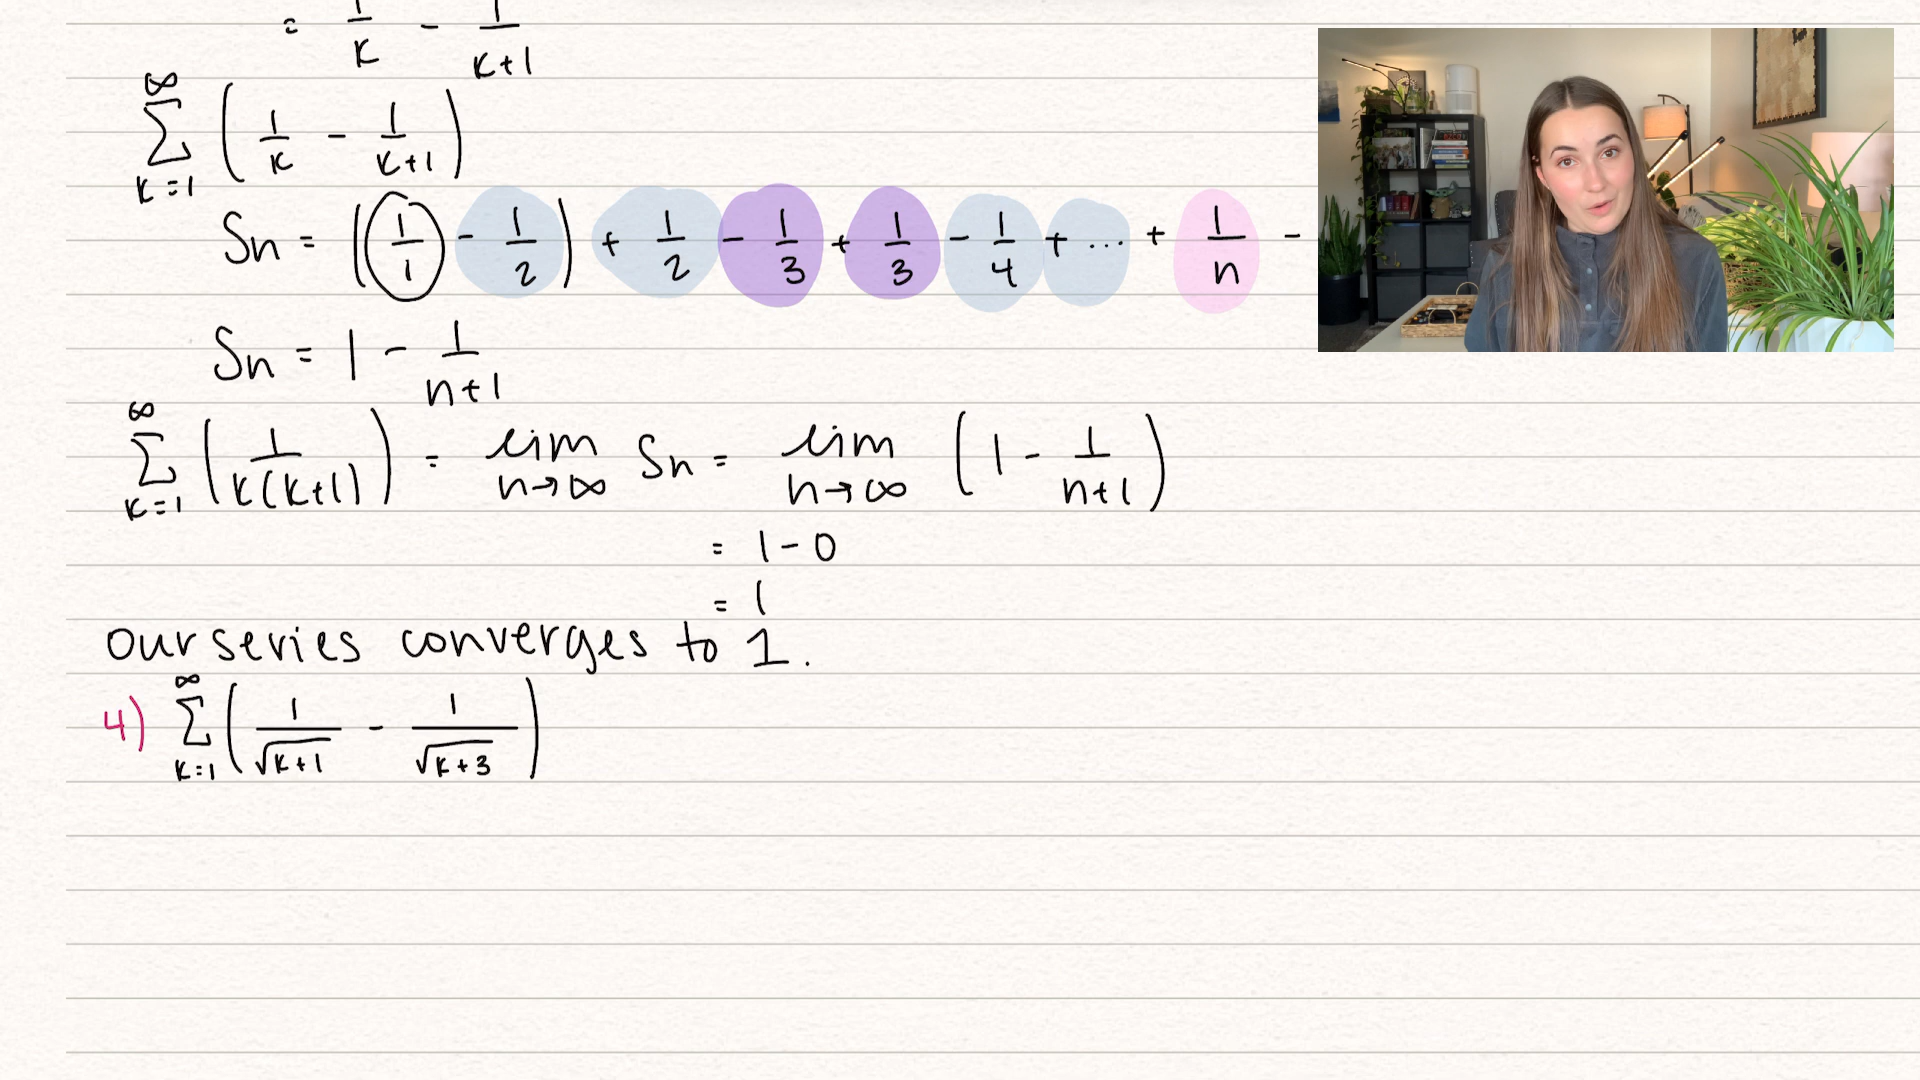 = 1/k - 1/k+1
∞ ∑ k=1 ( 1/k - 1/k+1 )
Sn = ( 1/1 - 1/2 ) + 1/2 - 1/3 + 1/3 - 1/4 + ... + 1/n -
Sn = 1 - 1/n+1
∞ ∑ k=1 ( 1/k(k+1) ) = lim n→∞ Sn = lim n→∞ ( 1 - 1/n+1 )
= 1 - 0
= 1
our series converges to 1.
4) ∞ ∑ k=1 ( 1/√k+1 - 1/√k+3 )